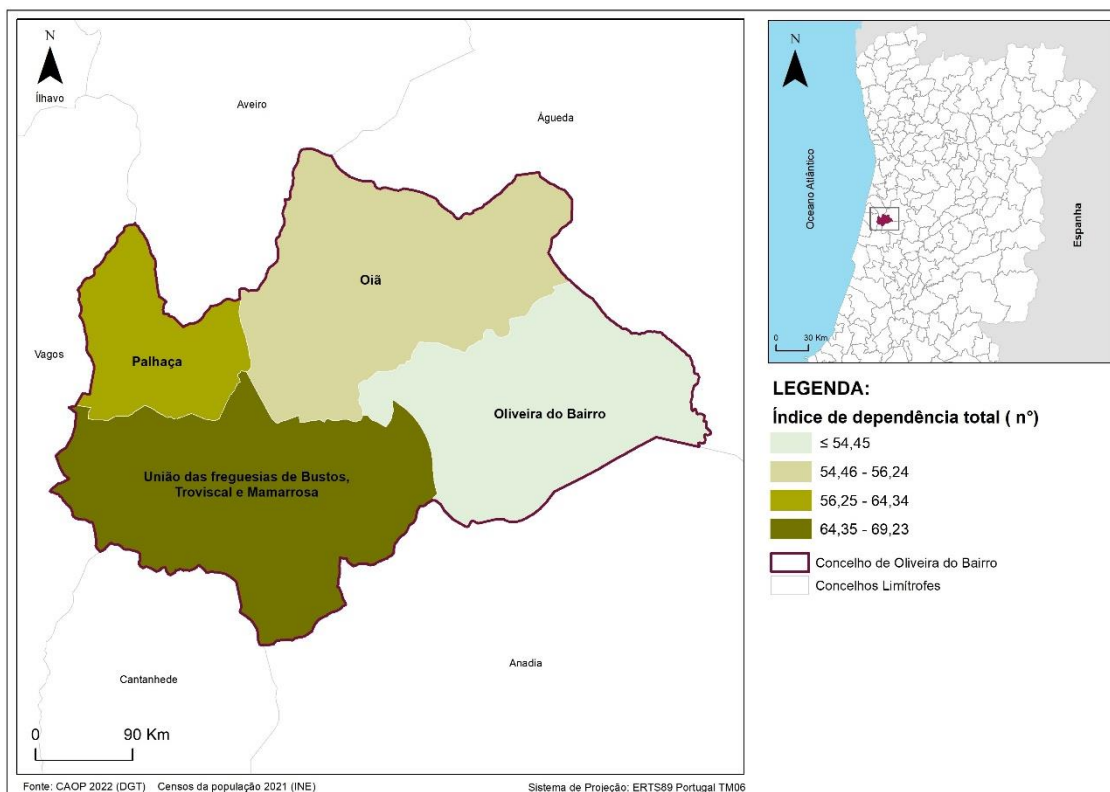 N
Ílhavo
Aveiro
Águeda
Oiã
Vagos
Palhaça
Oliveira do Bairro
União das freguesias de Bustos,
Troviscal e Mamarrosa
Anadia
Cantanhede
0 90 Km
Fonte: CAOP 2022 (DGT) Censos da população 2021 (INE) Sistema de Projeção: ERTS89 Portugal TM06
N
Oceano Atlântico
Espanha
0 30 Km
LEGENDA:
Índice de dependência total ( n°)
≤ 54,45
54,46 - 56,24
56,25 - 64,34
64,35 - 69,23
Concelho de Oliveira do Bairro
Concelhos Limítrofes